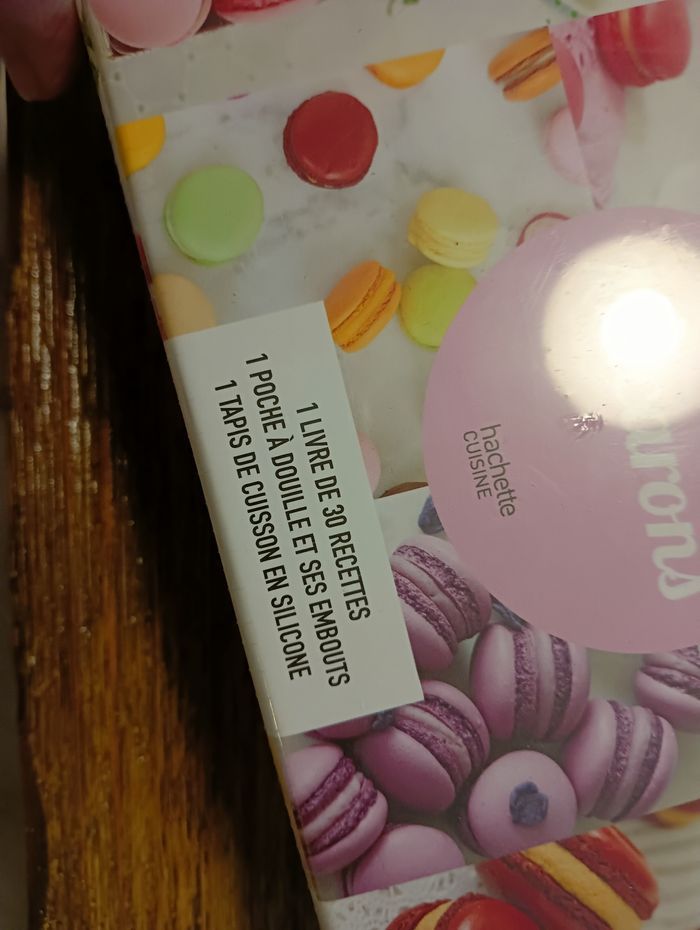 arons
hachette
CUISINE
1 LIVRE DE 30 RECETTES
1 POCHE À DOUILLE ET SES EMBOUTS
1 TAPIS DE CUISSON EN SILICONE